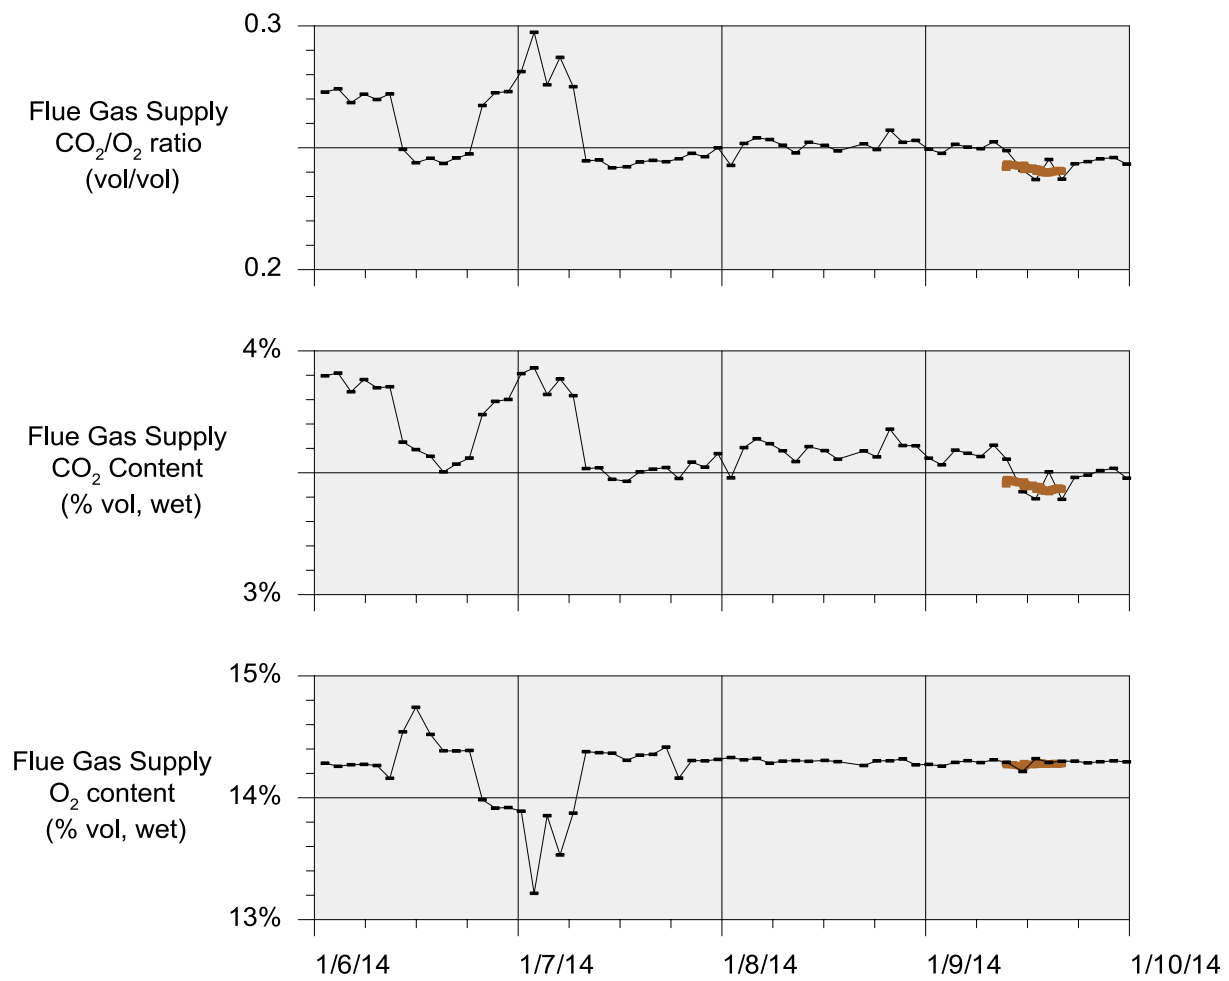 0.3
Flue Gas Supply
CO₂/O₂ ratio
(vol/vol)
0.2
4%
Flue Gas Supply
CO₂ Content
(% vol, wet)
3%
15%
Flue Gas Supply
O₂ content
(% vol, wet)
14%
13%
1/6/14 1/7/14 1/8/14 1/9/14 1/10/14